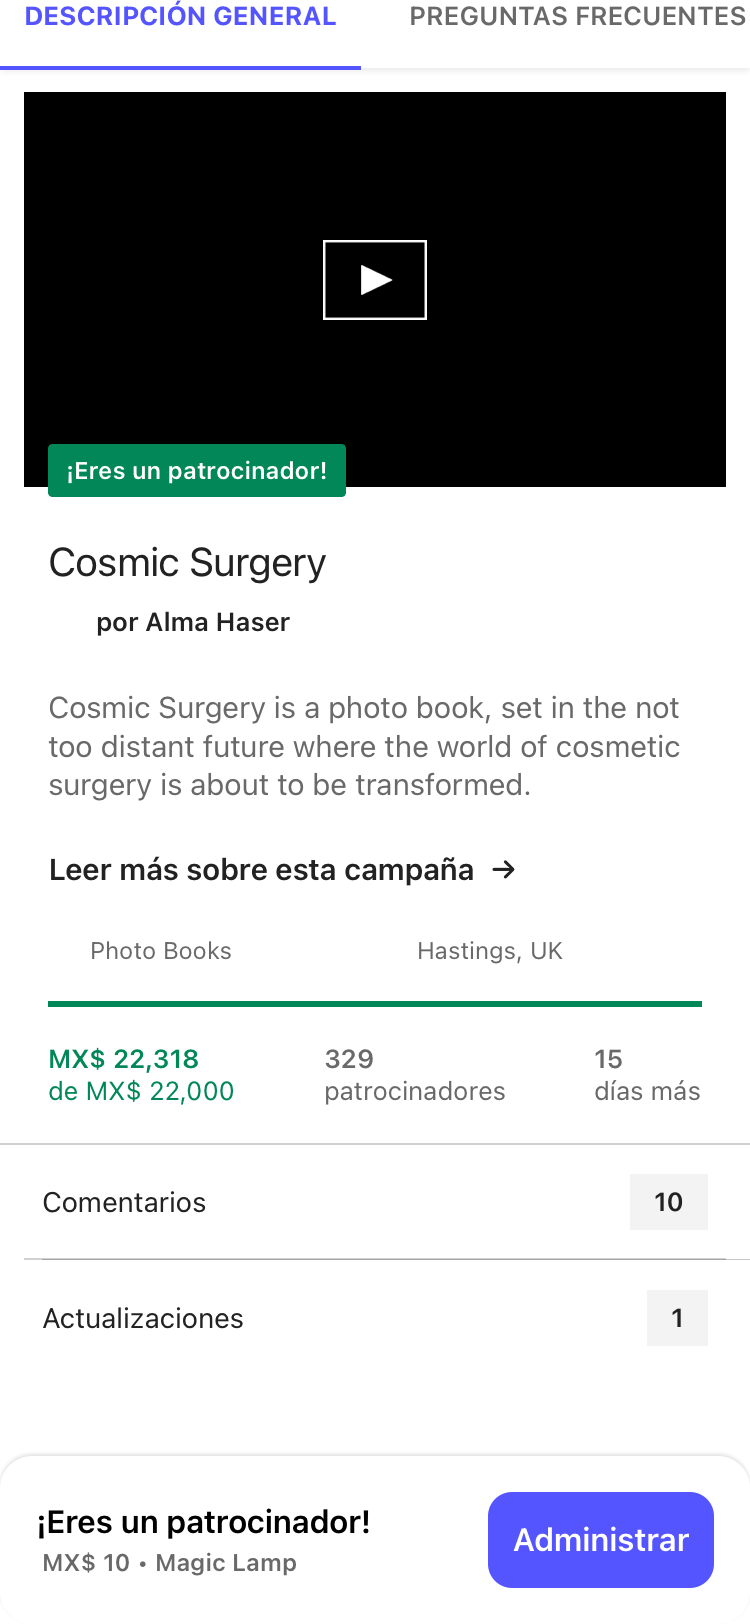 DESCRIPCIÓN GENERAL
PREGUNTAS FRECUENTES
¡Eres un patrocinador!
Cosmic Surgery
por Alma Haser
Cosmic Surgery is a photo book, set in the not
too distant future where the world of cosmetic
surgery is about to be transformed.
Leer más sobre esta campaña →
Photo Books
Hastings, UK
MX$ 22,318
de MX$ 22,000
329
patrocinadores
15
días más
Comentarios
10
Actualizaciones
1
¡Eres un patrocinador!
MX$ 10 • Magic Lamp
Administrar